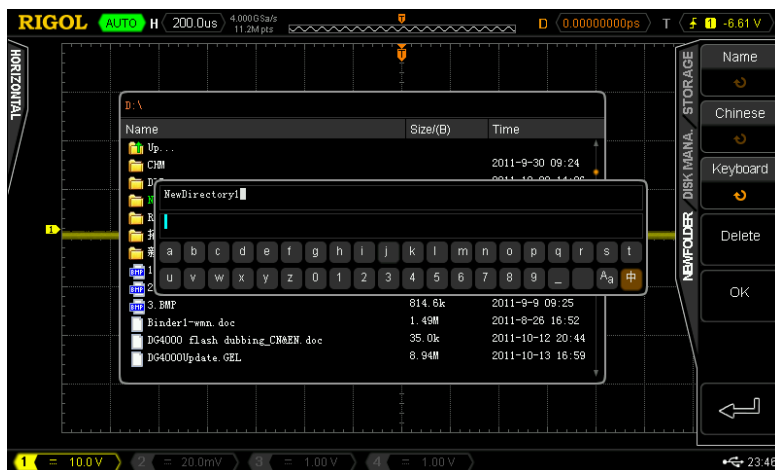 RIGOL AUTO H 200.0us 4.000GSa/s 11.2Mpts D 0.00000000ps T 1 -6.61 V
HORIZONTAL
STORAGE
DISK MANA.
NEWFOLDER
Name
Chinese
Keyboard
Delete
OK
D:\
Name Size/(B) Time
Up...
CHM 2011-9-30 09:24
NewDirectory1
a b c d e f g h i j k l m n o p q r s t
u v w x y z 0 1 2 3 4 5 6 7 8 9 _ Aa 中
3.BMP 814.6k 2011-9-9 09:25
Binder1-wmn.doc 1.49M 2011-8-26 16:52
DG4000 flash dubbing_CN&EN.doc 35.0k 2011-10-12 20:44
DG4000Update.GEL 8.94M 2011-10-13 16:59
1 = 10.0 V 2 = 20.0mV 3 = 1.00 V 4 = 1.00 V 23:46